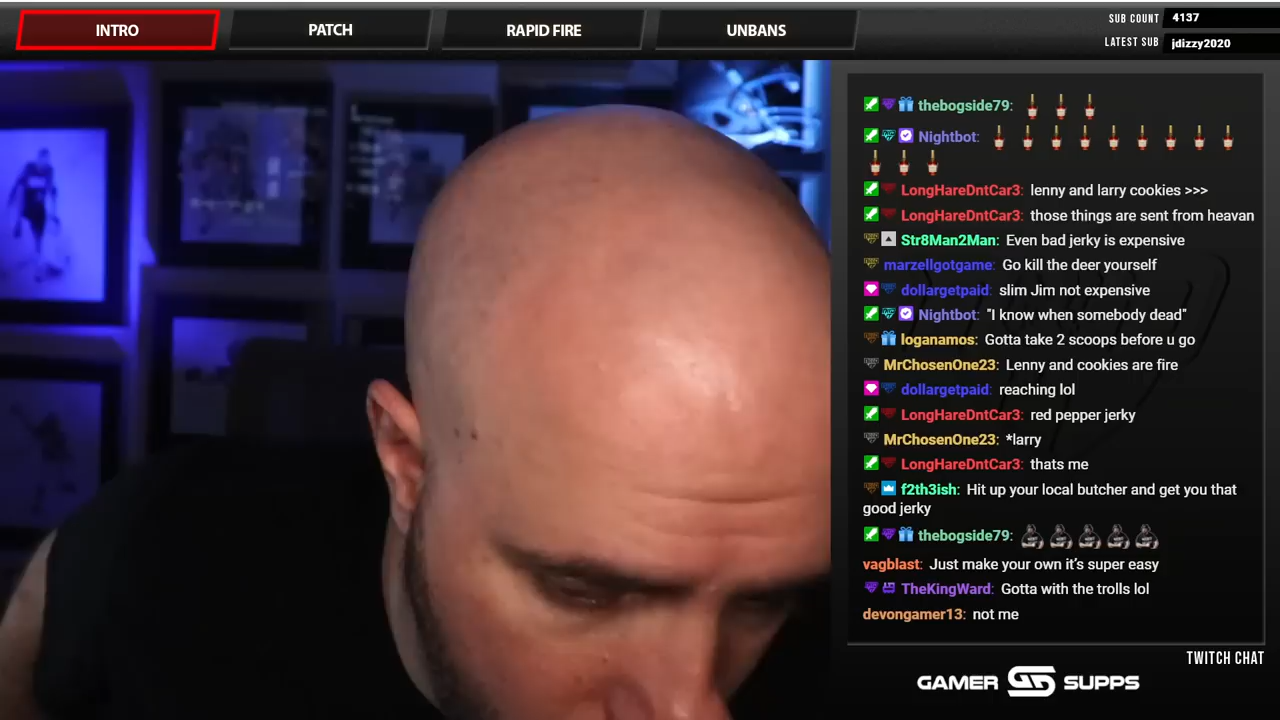 INTRO
PATCH
RAPID FIRE
UNBANS
SUB COUNT 4137
LATEST SUB jdizzy2020
thebogside79:
Nightbot:
LongHareDntCar3: lenny and larry cookies >>>
LongHareDntCar3: those things are sent from heavan
Str8Man2Man: Even bad jerky is expensive
marzellgotgame: Go kill the deer yourself
dollargetpaid: slim Jim not expensive
Nightbot: "I know when somebody dead"
loganamos: Gotta take 2 scoops before u go
MrChosenOne23: Lenny and cookies are fire
dollargetpaid: reaching lol
LongHareDntCar3: red pepper jerky
MrChosenOne23: *larry
LongHareDntCar3: thats me
f2th3ish: Hit up your local butcher and get you that
good jerky
thebogside79:
vagblast: Just make your own it's super easy
TheKingWard: Gotta with the trolls lol
devongamer13: not me
TWITCH CHAT
GAMER GS SUPPS